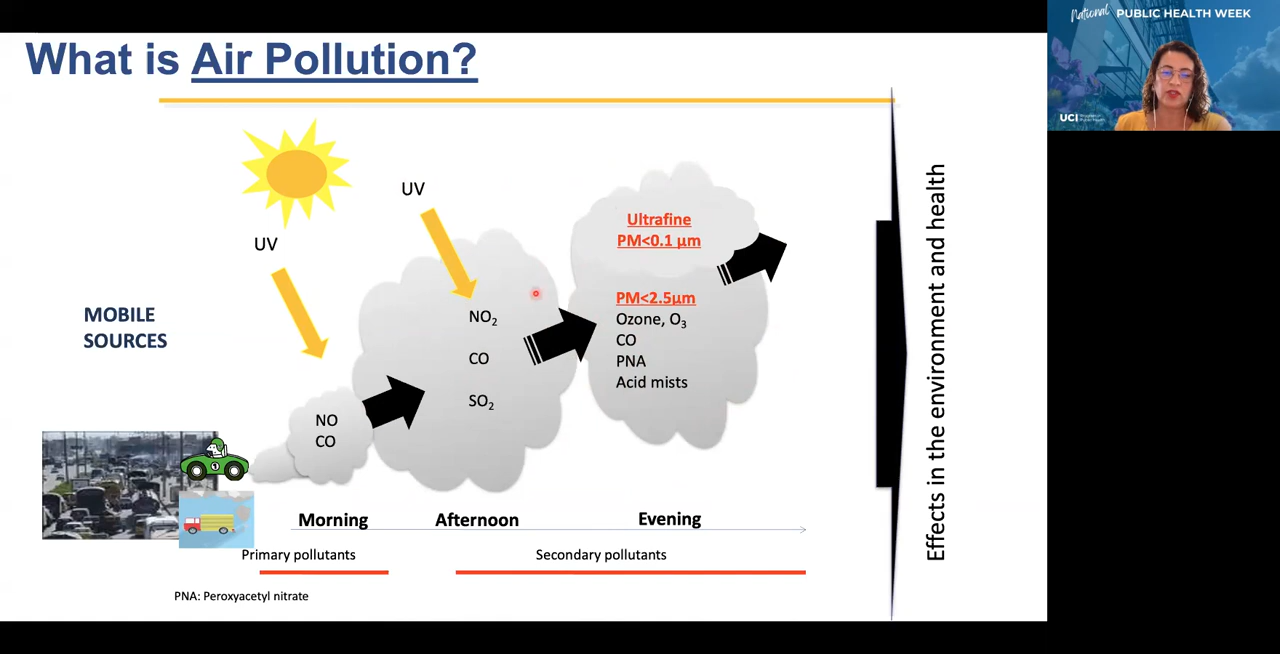 What is Air Pollution?
National PUBLIC HEALTH WEEK
UCI
UV
UV
MOBILE
SOURCES
NO
CO
NO₂
CO
SO₂
Ultrafine
PM<0.1 µm
PM<2.5µm
Ozone, O₃
CO
PNA
Acid mists
Effects in the environment and health
1
Morning
Afternoon
Evening
Primary pollutants
Secondary pollutants
PNA: Peroxyacetyl nitrate